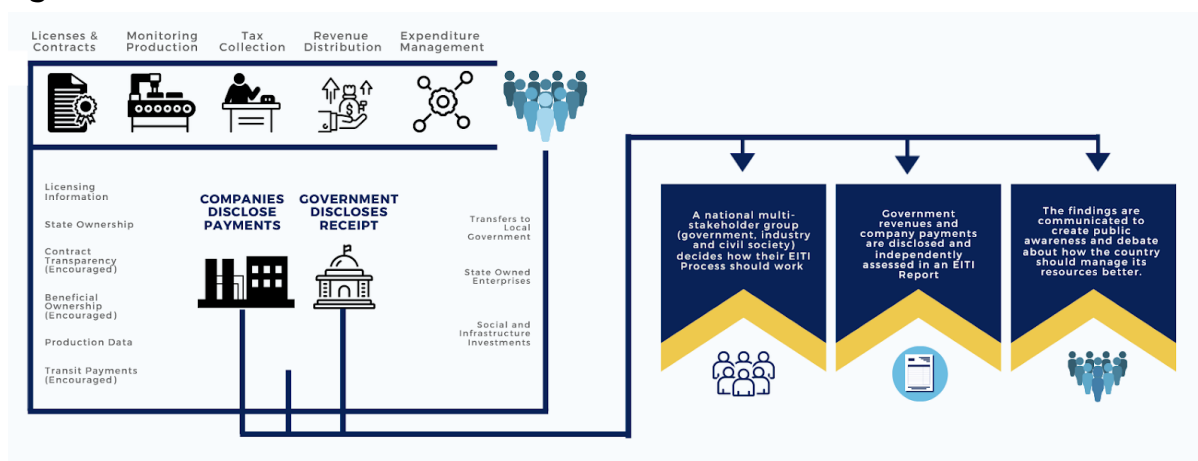 Licenses &
Contracts
Monitoring
Production
Tax
Collection
Revenue
Distribution
Expenditure
Management
Licensing
Information
State Ownership
Contract
Transparency
(Encouraged)
Beneficial
Ownership
(Encouraged)
Production Data
Transit Payments
(Encouraged)
COMPANIES
DISCLOSE
PAYMENTS
GOVERNMENT
DISCLOSES
RECEIPT
Transfers to
Local
Government
State Owned
Enterprises
Social and
Infrastructure
Investments
A national multi-
stakeholder group
(government, industry
and civil society)
decides how their EITI
Process should work
Government
revenues and
company payments
are disclosed and
independently
assessed in an EITI
Report
The findings are
communicated to
create public
awareness and debate
about how the country
should manage its
resources better.